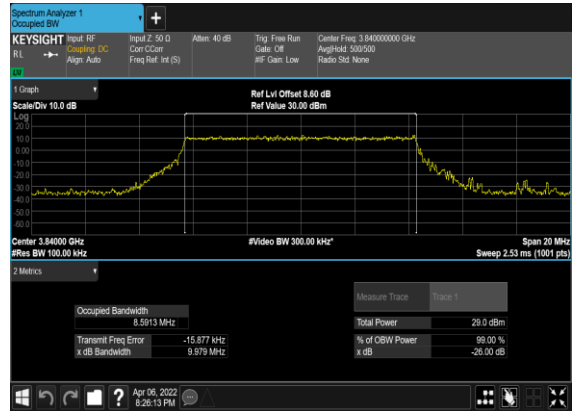 Spectrum Analyzer 1
Occupied BW
+
KEYSIGHT Input: RF Input Z: 50 Ω Atten: 40 dB Trig: Free Run Center Freq: 3.840000000 GHz
RL Coupling: DC Corr CCorr Gate: Off Avg|Hold: 500/500
Align: Auto Freq Ref: Int (S) #IF Gain: Low Radio Std: None
1 Graph
Ref Lvl Offset 8.60 dB
Scale/Div 10.0 dB Ref Value 30.00 dBm
Log
20.0
10.0
0.00
-10.0
-20.0
-30.0
-40.0
-50.0
-60.0
Center 3.84000 GHz #Video BW 300.00 kHz* Span 20 MHz
#Res BW 100.00 kHz Sweep 2.53 ms (1001 pts)
2 Metrics
Measure Trace Trace 1
Occupied Bandwidth
8.5913 MHz Total Power 29.0 dBm
Transmit Freq Error -15.877 kHz % of OBW Power 99.00 %
x dB Bandwidth 9.979 MHz x dB -26.00 dB
? Apr 06, 2022
8:26:13 PM